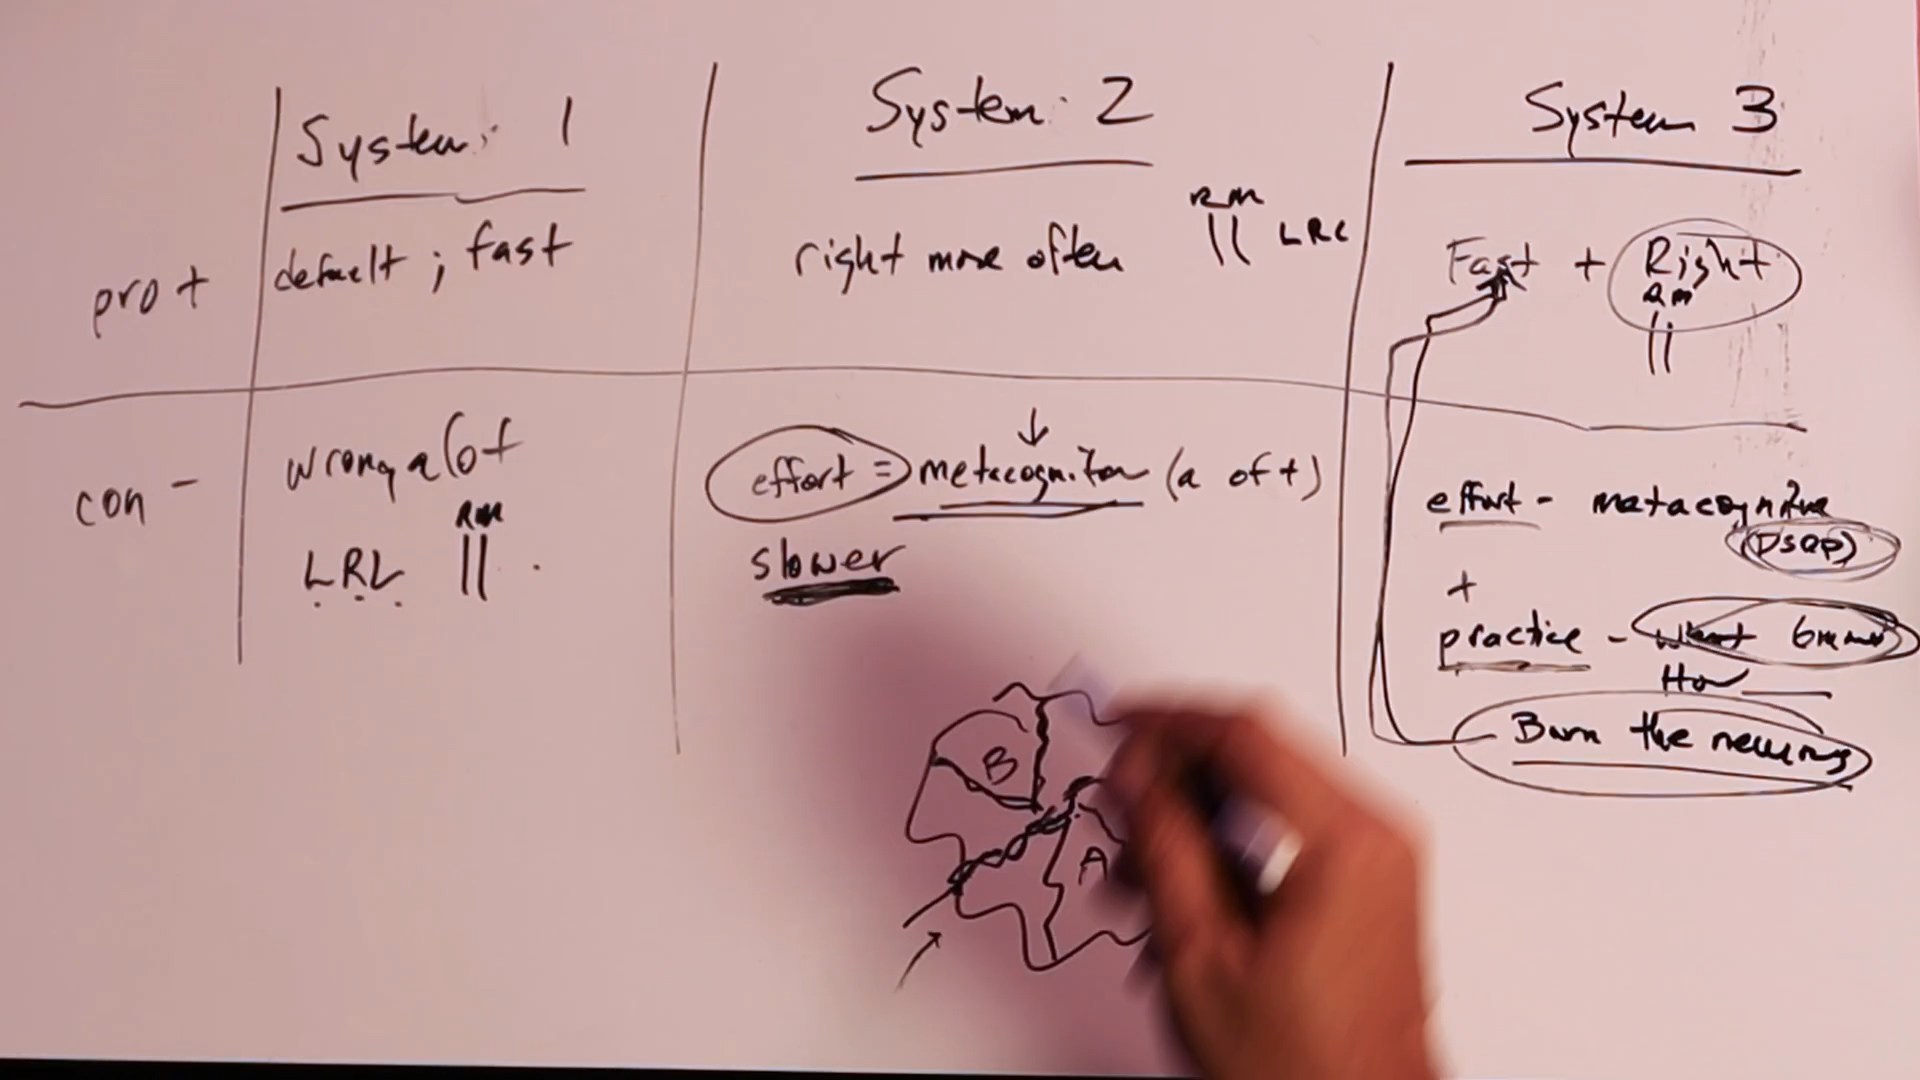 System: 1
System: 2
System 3
pro +
default ; fast
right more often
RM
||
LRL
Fast + Right
RM
||
con -
wrong a lot
RM
LRL || .
effort = metacognition (a of t)
slower
effort - metacognitive
(DSRP)
+
practice -
How
Burn the neurons
B
A